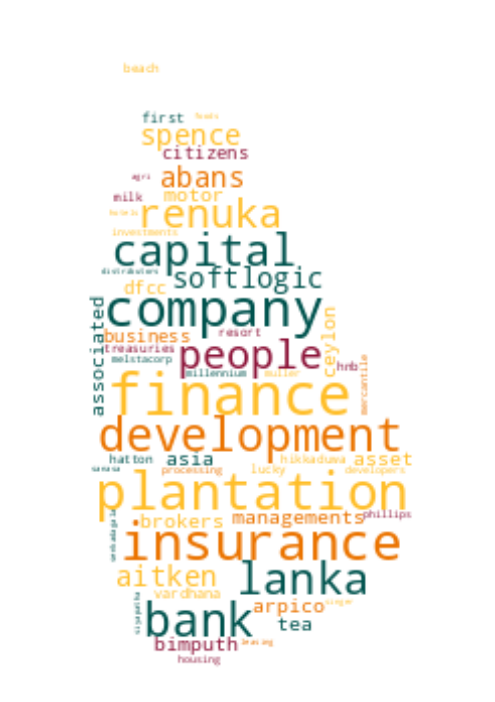 beach
first foods
spence
citizens
agri abans
milk motor
hotels renuka
investments
capital
distributors softlogic
dfcc
associated company ceylon
business resort
treasuries people
melstacorp hnb mercantile
millennium muller
finance
development
hatton asia hikkaduwa asset
sanasa processing lucky developers
plantation
brokers managements phillips
insurance
aitken lanka
vardhana
siyapatha bank arpico singer
tea
bimputh leasing
housing